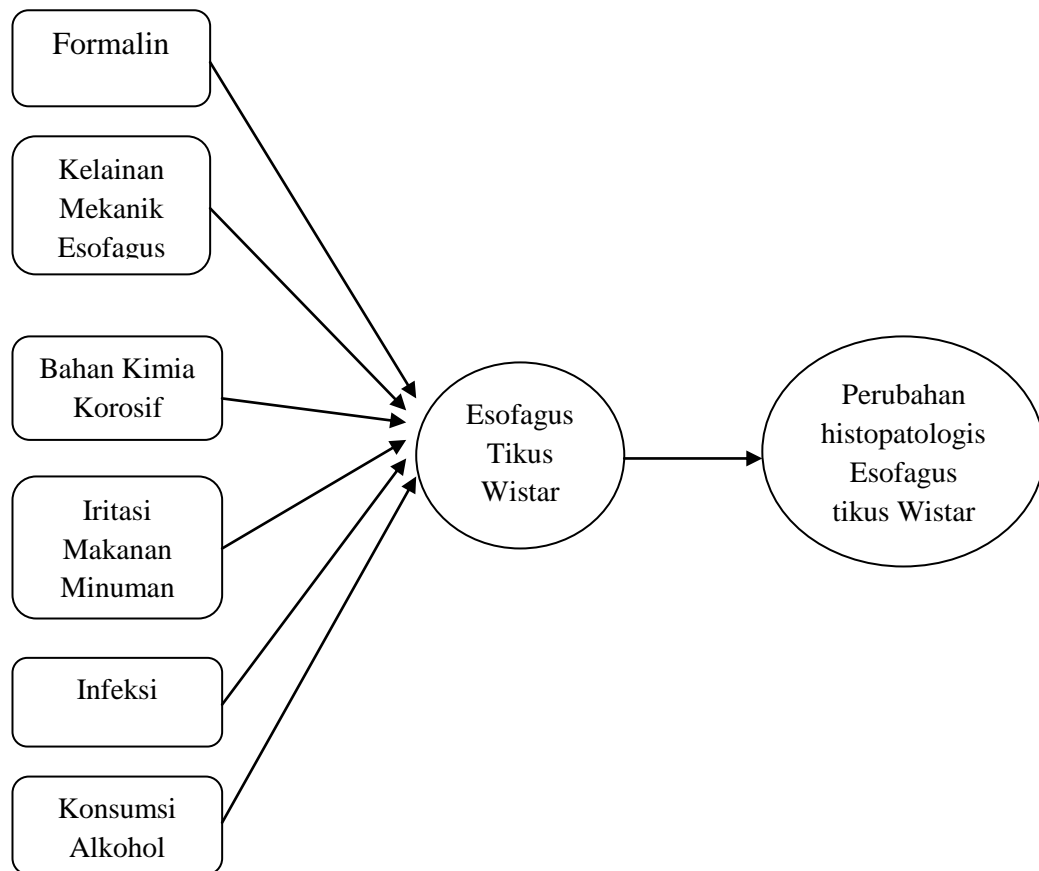 Formalin
Kelainan
Mekanik
Esofagus
Bahan Kimia
Korosif
Iritasi
Makanan
Minuman
Infeksi
Konsumsi
Alkohol
Esofagus
Tikus
Wistar
Perubahan
histopatologis
Esofagus
tikus Wistar